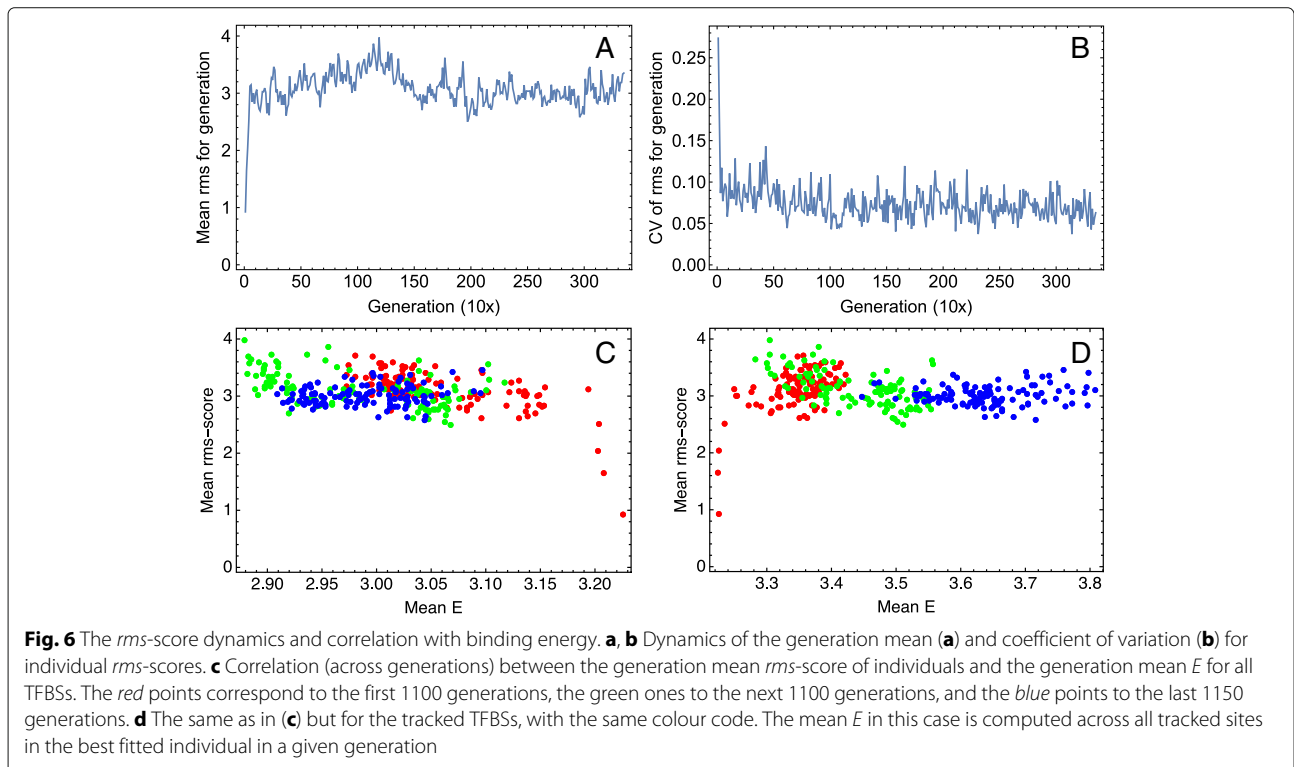 A
Mean rms for generation
4
3
2
1
0
0 50 100 150 200 250 300
Generation (10x)
B
CV of rms for generation
0.25
0.20
0.15
0.10
0.05
0.00
0 50 100 150 200 250 300
Generation (10x)
C
Mean rms-score
4
3
2
1
0
2.90 2.95 3.00 3.05 3.10 3.15 3.20
Mean E
D
Mean rms-score
4
3
2
1
0
3.3 3.4 3.5 3.6 3.7 3.8
Mean E
Fig. 6 The rms-score dynamics and correlation with binding energy. a, b Dynamics of the generation mean (a) and coefficient of variation (b) for
individual rms-scores. c Correlation (across generations) between the generation mean rms-score of individuals and the generation mean E for all
TFBSs. The red points correspond to the first 1100 generations, the green ones to the next 1100 generations, and the blue points to the last 1150
generations. d The same as in (c) but for the tracked TFBSs, with the same colour code. The mean E in this case is computed across all tracked sites
in the best fitted individual in a given generation